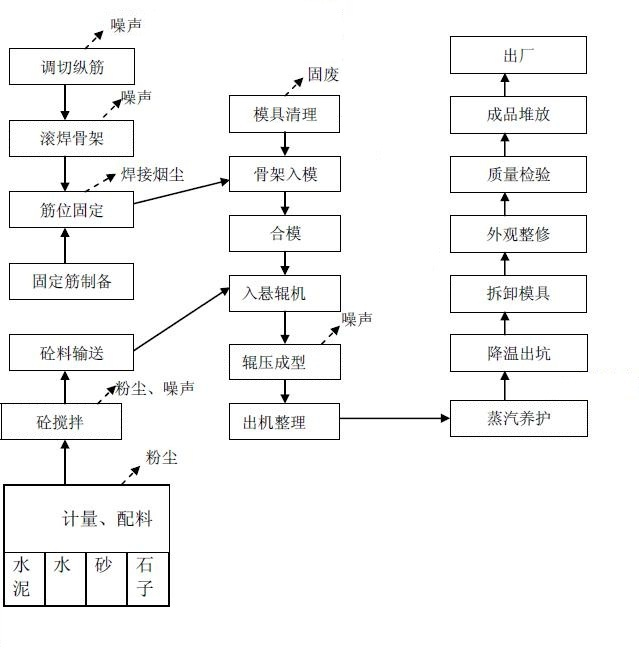 噪声
调切纵筋
噪声
滚焊骨架
焊接烟尘
筋位固定
固定筋制备
砼料输送
粉尘、噪声
砼搅拌
粉尘
计量、配料
水泥
水
砂
石子
固废
模具清理
骨架入模
合模
入悬辊机
噪声
辊压成型
出机整理
出厂
成品堆放
质量检验
外观整修
拆卸模具
降温出坑
蒸汽养护